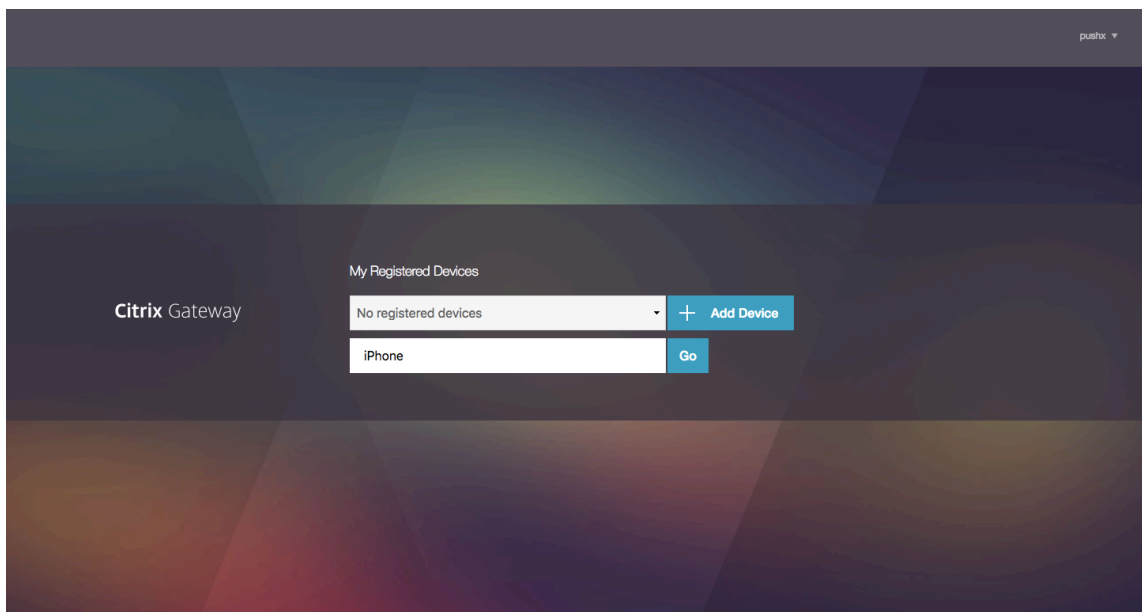 pushx
My Registered Devices
Citrix Gateway
No registered devices
Add Device
iPhone
Go